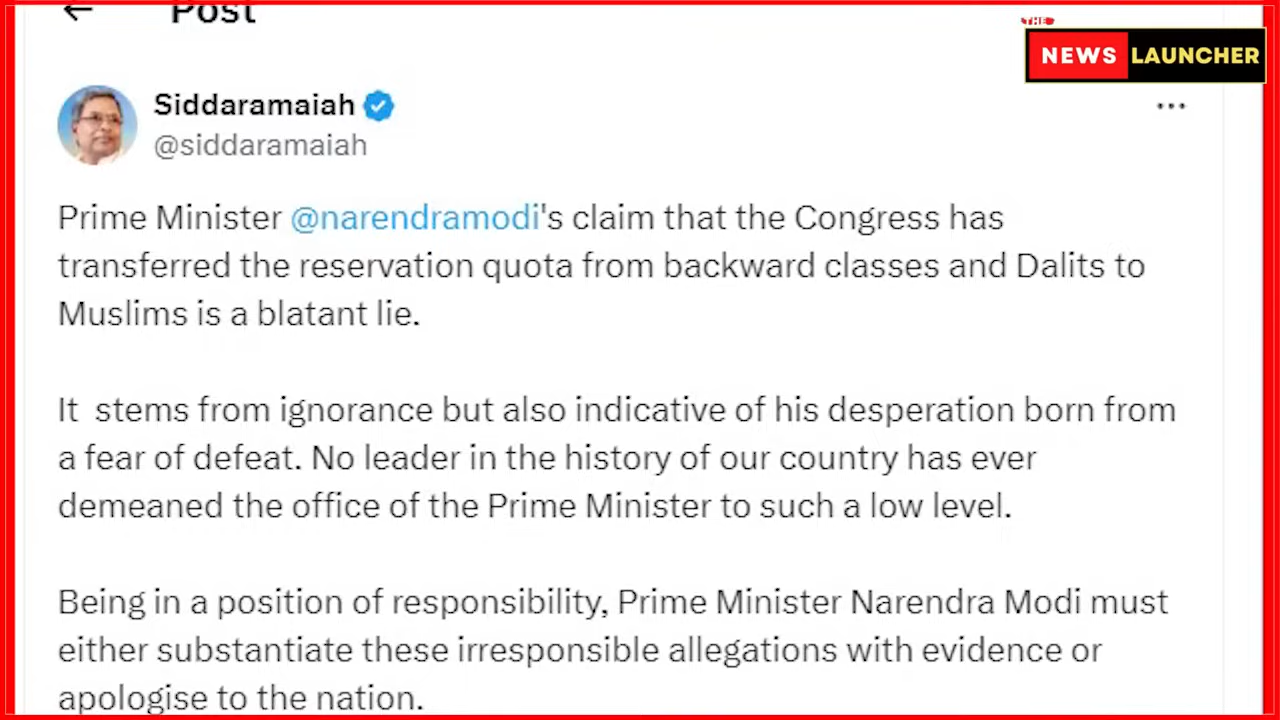 Post
THE
NEWS LAUNCHER
Siddaramaiah
@siddaramaiah
Prime Minister @narendramodi's claim that the Congress has
transferred the reservation quota from backward classes and Dalits to
Muslims is a blatant lie.
It  stems from ignorance but also indicative of his desperation born from
a fear of defeat. No leader in the history of our country has ever
demeaned the office of the Prime Minister to such a low level.
Being in a position of responsibility, Prime Minister Narendra Modi must
either substantiate these irresponsible allegations with evidence or
apologise to the nation.